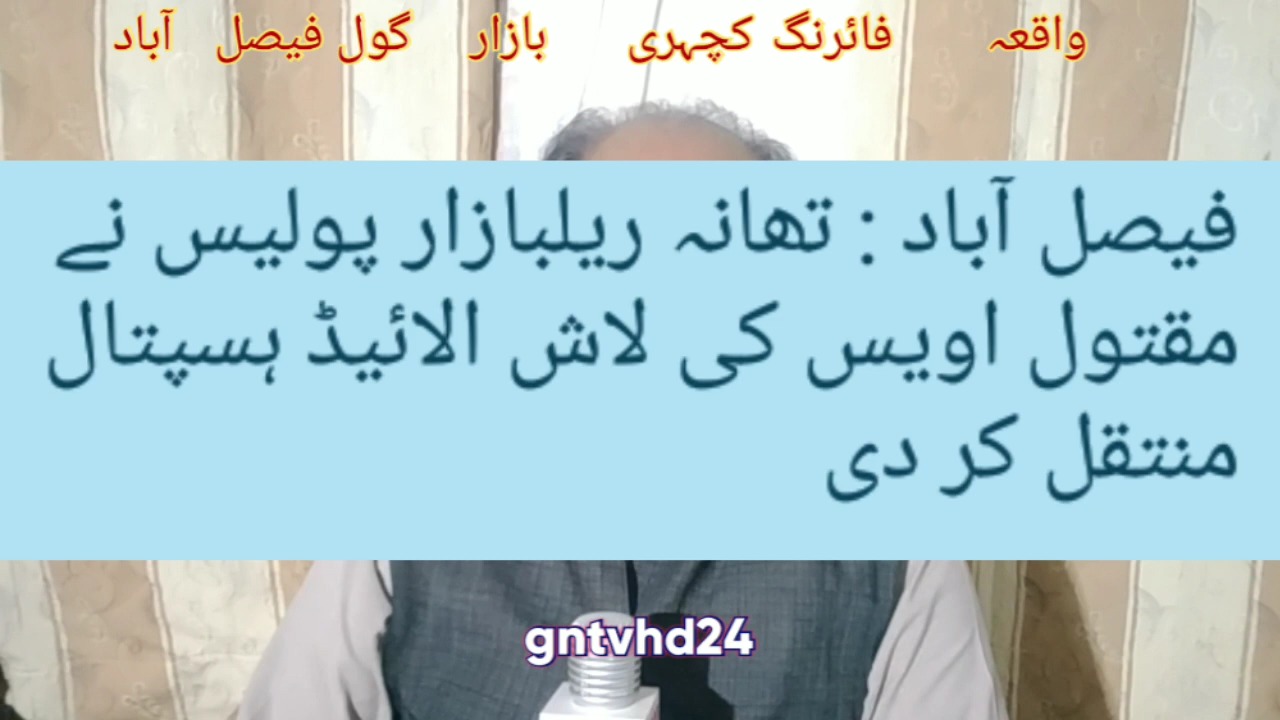 واقعہ فائرنگ کچہری بازار گول فیصل آباد
فیصل آباد : تھانہ ریلبازار پولیس نے
مقتول اویس کی لاش الائیڈ ہسپتال
منتقل کر دی
gntvhd24